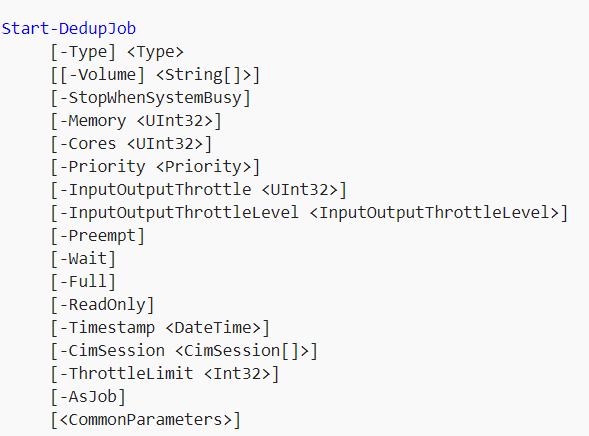 Start-DedupJob
[-Type] <Type>
[[-Volume] <String[]>]
[-StopWhenSystemBusy]
[-Memory <UInt32>]
[-Cores <UInt32>]
[-Priority <Priority>]
[-InputOutputThrottle <UInt32>]
[-InputOutputThrottleLevel <InputOutputThrottleLevel>]
[-Preempt]
[-Wait]
[-Full]
[-ReadOnly]
[-Timestamp <DateTime>]
[-CimSession <CimSession[]>]
[-ThrottleLimit <Int32>]
[-AsJob]
[<CommonParameters>]